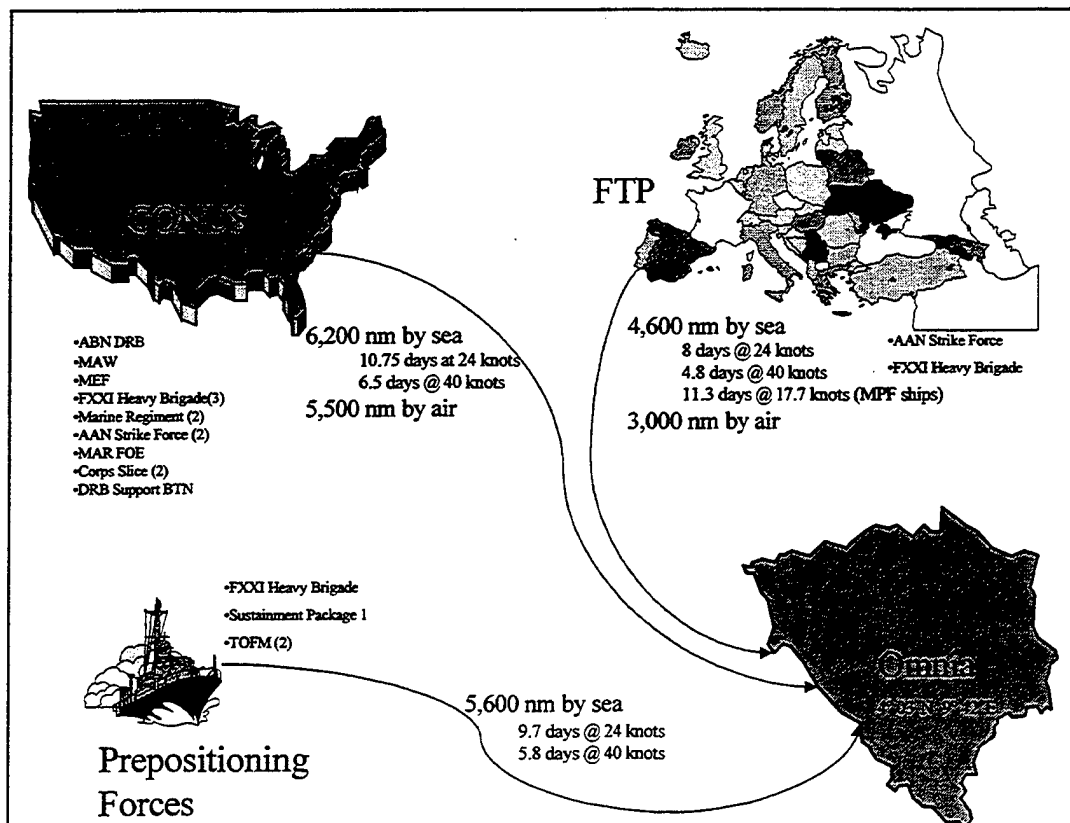 CONUS
•ABN DRB
•MAW
•MEF
•FXXI Heavy Brigade(3)
•Marine Regiment (2)
•AAN Strike Force (2)
•MAR FOE
•Corps Slice (2)
•DRB Support BTN
6,200 nm by sea
10.75 days at 24 knots
6.5 days @ 40 knots
5,500 nm by air
FTP
4,600 nm by sea
8 days @ 24 knots
4.8 days @ 40 knots
11.3 days @ 17.7 knots (MPF ships)
3,000 nm by air
•AAN Strike Force
•FXXI Heavy Brigade
•FXXI Heavy Brigade
•Sustainment Package 1
•TOFM (2)
Prepositioning
Forces
5,600 nm by sea
9.7 days @ 24 knots
5.8 days @ 40 knots
Omnia